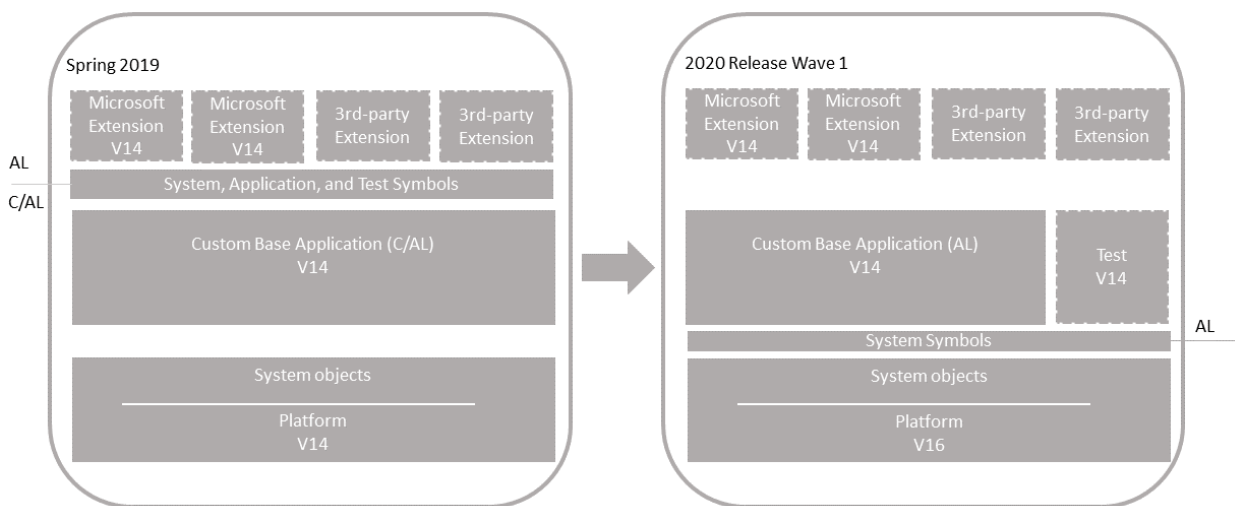 Spring 2019
Microsoft
Extension
V14
Microsoft
Extension
V14
3rd-party
Extension
3rd-party
Extension
AL
C/AL
System, Application, and Test Symbols
Custom Base Application (C/AL)
V14
System objects
Platform
V14
2020 Release Wave 1
Microsoft
Extension
V14
Microsoft
Extension
V14
3rd-party
Extension
3rd-party
Extension
Custom Base Application (AL)
V14
Test
V14
System Symbols
AL
System objects
Platform
V16